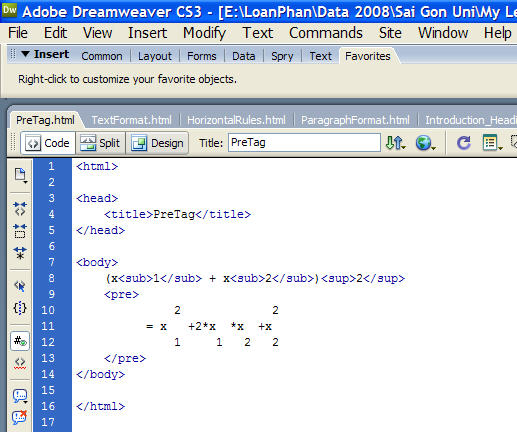 Dw Adobe Dreamweaver CS3 - [E:\LoanPhan\Data 2008\Sai Gon Uni\My Le
File Edit View Insert Modify Text Commands Site Window Help
Insert Common Layout Forms Data Spry Text Favorites
Right-click to customize your favorite objects.
PreTag.html TextFormat.html HorizontalRules.html ParagraphFormat.html Introduction_Headi
Code Split Design Title: PreTag
1 <html>
2
3 <head>
4     <title>PreTag</title>
5 </head>
6
7 <body>
8     (x<sub>1</sub> + x<sub>2</sub>)<sup>2</sup>
9     <pre>
10               2             2
11           = x   +2*x  *x  +x
12               1     1   2   2
13     </pre>
14 </body>
15
16 </html>
17